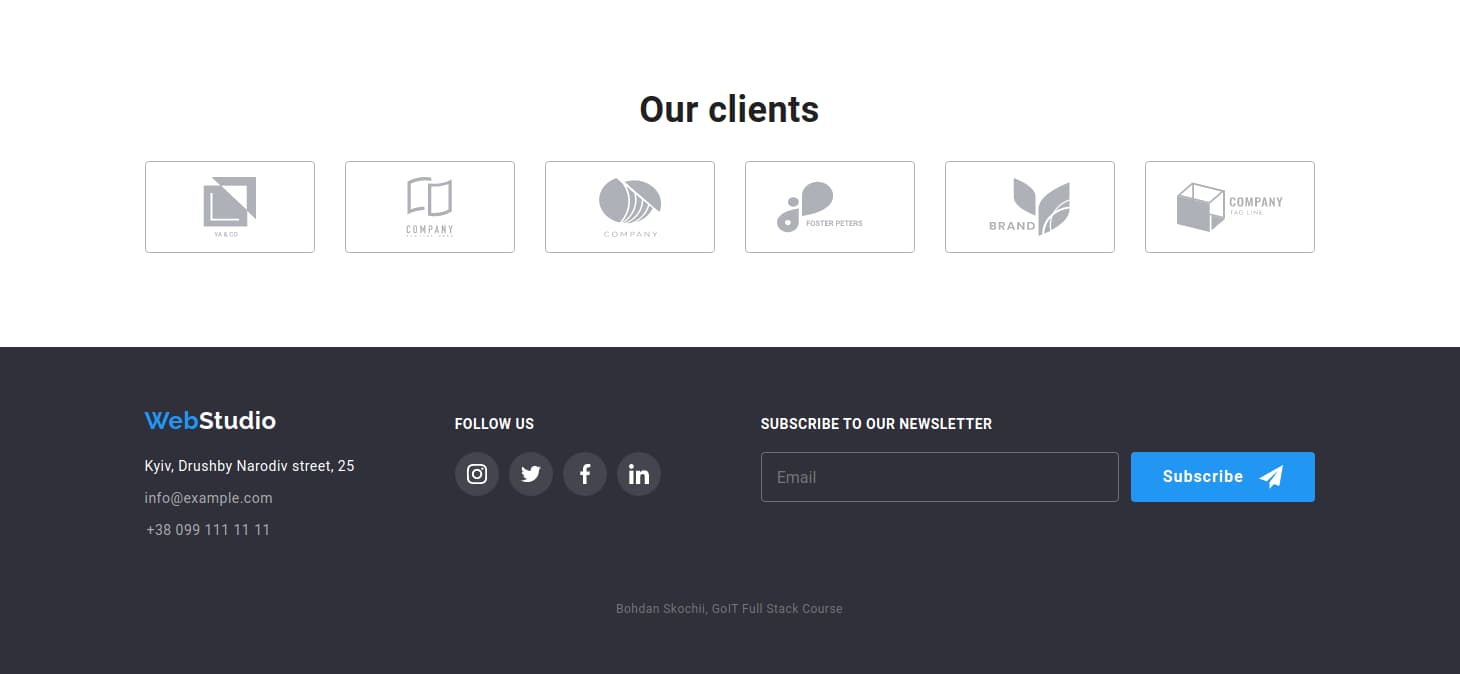 Our clients
YA & CO
COMPANY
COMPANY
FOSTER PETERS
BRAND
COMPANY
TAG LINE
WebStudio
Kyiv, Drushby Narodiv street, 25
info@example.com
+38 099 111 11 11
FOLLOW US
SUBSCRIBE TO OUR NEWSLETTER
Email
Subscribe
Bohdan Skochii, GoIT Full Stack Course